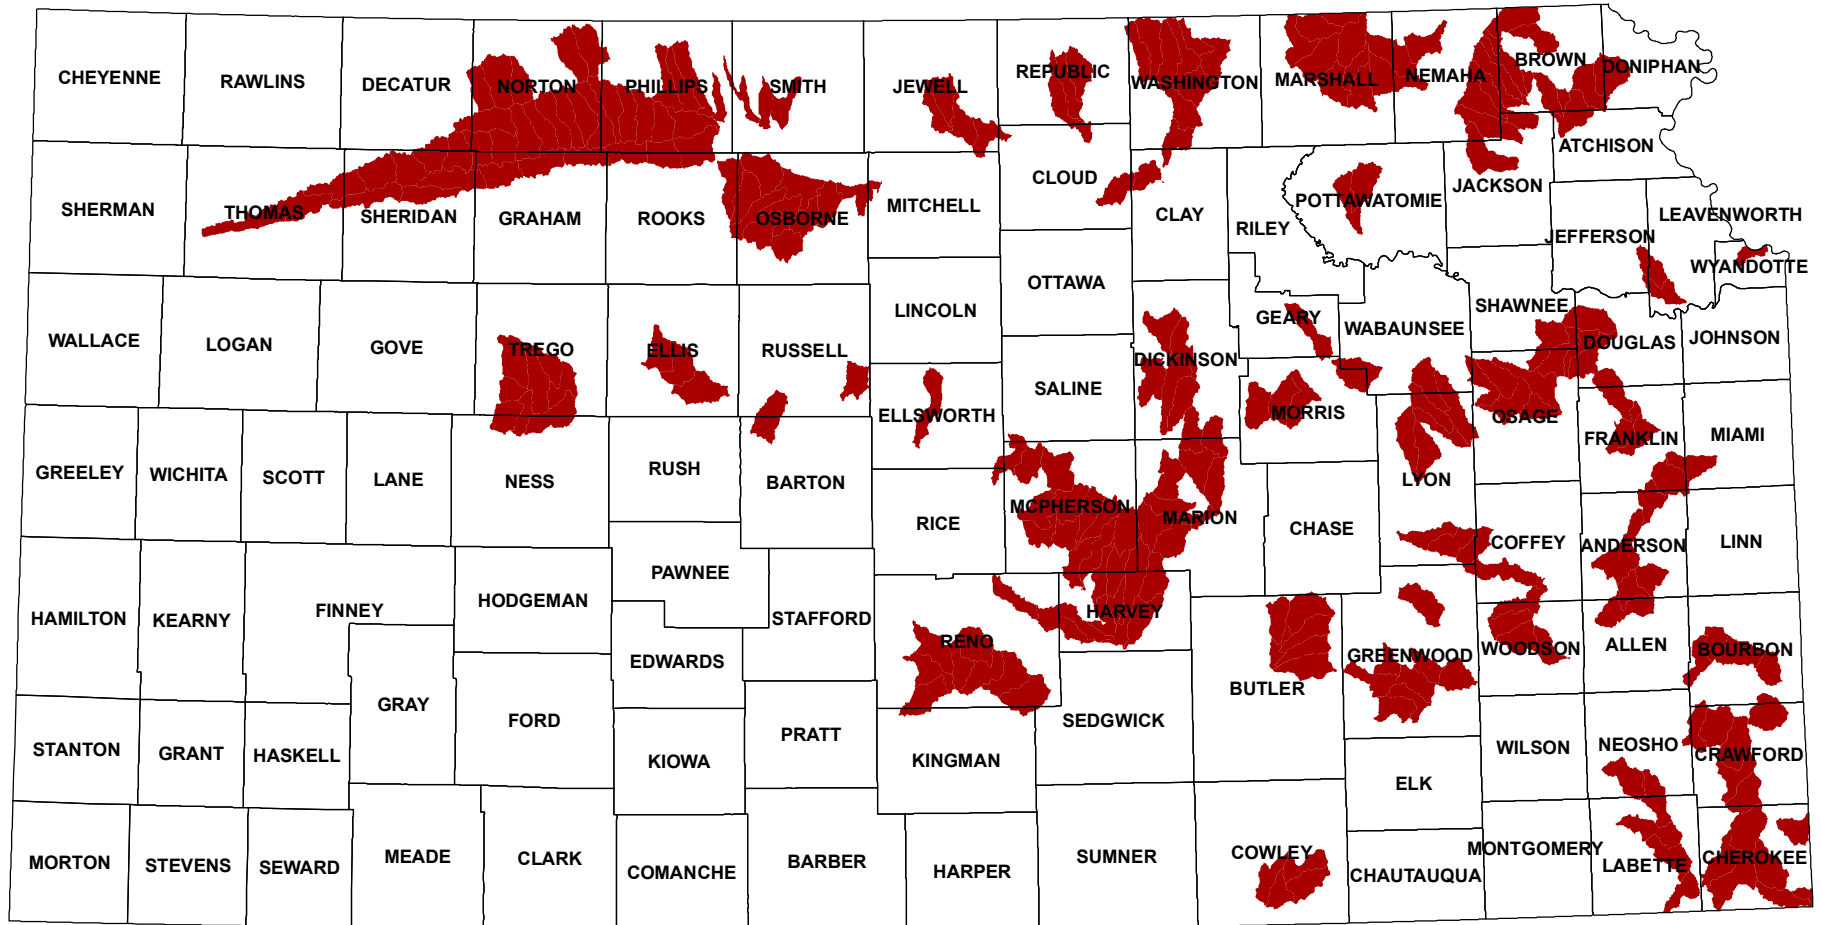 CHEYENNE
RAWLINS
DECATUR
NORTON
PHILLIPS
SMITH
JEWELL
REPUBLIC
WASHINGTON
MARSHALL
NEMAHA
BROWN
DONIPHAN
SHERMAN
THOMAS
SHERIDAN
GRAHAM
ROOKS
OSBORNE
MITCHELL
CLOUD
CLAY
RILEY
POTTAWATOMIE
JACKSON
ATCHISON
JEFFERSON
LEAVENWORTH
WYANDOTTE
WALLACE
LOGAN
GOVE
TREGO
ELLIS
RUSSELL
LINCOLN
OTTAWA
SALINE
DICKINSON
GEARY
WABAUNSEE
SHAWNEE
DOUGLAS
JOHNSON
ELLSWORTH
MORRIS
OSAGE
FRANKLIN
MIAMI
GREELEY
WICHITA
SCOTT
LANE
NESS
RUSH
BARTON
RICE
MCPHERSON
MARION
CHASE
LYON
COFFEY
ANDERSON
LINN
HAMILTON
KEARNY
FINNEY
HODGEMAN
PAWNEE
STAFFORD
EDWARDS
RENO
HARVEY
BUTLER
GREENWOOD
WOODSON
ALLEN
BOURBON
STANTON
GRANT
HASKELL
GRAY
FORD
KIOWA
PRATT
KINGMAN
SEDGWICK
ELK
WILSON
NEOSHO
CRAWFORD
MORTON
STEVENS
SEWARD
MEADE
CLARK
COMANCHE
BARBER
HARPER
SUMNER
COWLEY
CHAUTAUQUA
MONTGOMERY
LABETTE
CHEROKEE